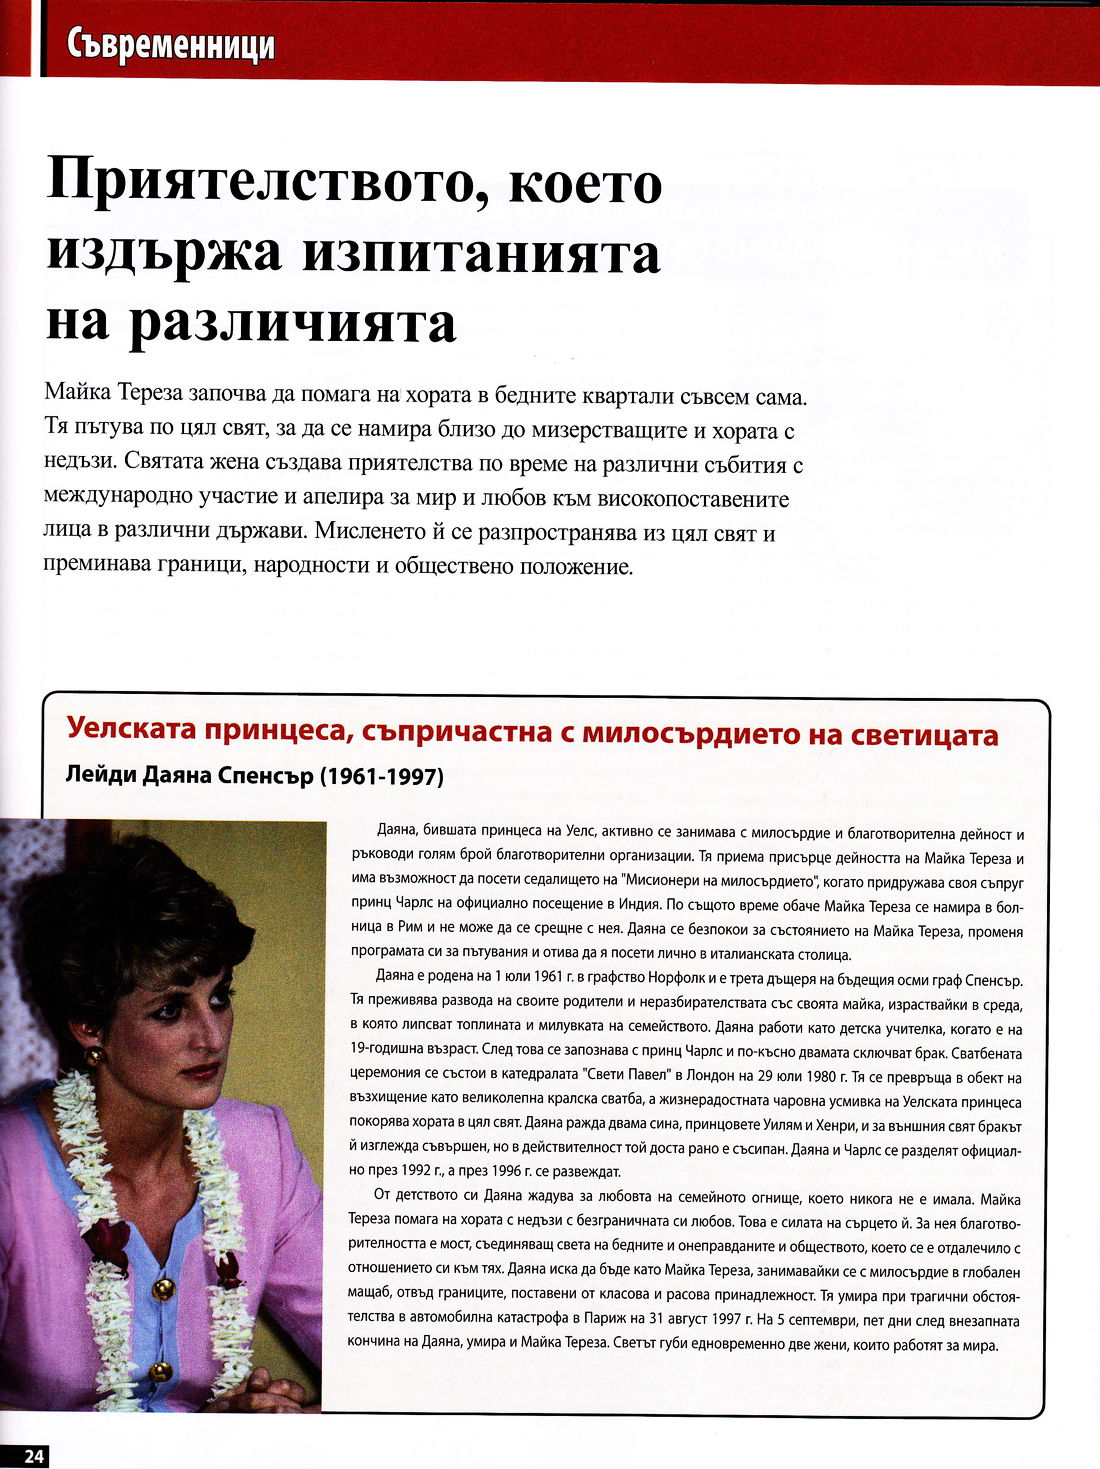 Съвременници
Приятелството, което
издържа изпитанията
на различията
Майка Тереза започва да помага на хората в бедните квартали съвсем сама.
Тя пътува по цял свят, за да се намира близо до мизерстващите и хората с
недъзи. Святата жена създава приятелства по време на различни събития с
международно участие и апелира за мир и любов към високопоставените
лица в различни държави. Мисленето й се разпространява из цял свят и
преминава граници, народности и обществено положение.
Уелската принцеса, съпричастна с милосърдието на светицата
Лейди Даяна Спенсър (1961-1997)
Даяна, бившата принцеса на Уелс, активно се занимава с милосърдие и благотворителна дейност и
ръководи голям брой благотворителни организации. Тя приема присърце дейността на Майка Тереза и
има възможност да посети седалището на "Мисионери на милосърдието", когато придружава своя съпруг
принц Чарлс на официално посещение в Индия. По същото време обаче Майка Тереза се намира в бол-
ница в Рим и не може да се срещне с нея. Даяна се безпокои за състоянието на Майка Тереза, променя
програмата си за пътувания и отива да я посети лично в италианската столица.
Даяна е родена на 1 юли 1961 г. в графство Норфолк и е трета дъщеря на бъдещия осми граф Спенсър.
Тя преживява развода на своите родители и неразбирателствата със своята майка, израствайки в среда,
в която липсват топлината и милувката на семейството. Даяна работи като детска учителка, когато е на
19-годишна възраст. След това се запознава с принц Чарлс и по-късно двамата сключват брак. Сватбената
церемония се състои в катедралата "Свети Павел" в Лондон на 29 юли 1980 г. Тя се превръща в обект на
възхищение като великолепна кралска сватба, а жизнерадостната чаровна усмивка на Уелската принцеса
покорява хората в цял свят. Даяна ражда двама сина, принцовете Уилям и Хенри, и за външния свят бракът
й изглежда съвършен, но в действителност той доста рано е съсипан. Даяна и Чарлс се разделят официал-
но през 1992 г., а през 1996 г. се развеждат.
От детството си Даяна жадува за любовта на семейното огнище, което никога не е имала. Майка
Тереза помага на хората с недъзи с безграничната си любов. Това е силата на сърцето й. За нея благотво-
рителността е мост, съединяващ света на бедните и онеправданите и обществото, което се е отдалечило с
отношението си към тях. Даяна иска да бъде като Майка Тереза, занимавайки се с милосърдие в глобален
мащаб, отвъд границите, поставени от класова и расова принадлежност. Тя умира при трагични обстоя-
телства в автомобилна катастрофа в Париж на 31 август 1997 г. На 5 септември, пет дни след внезапната
кончина на Даяна, умира и Майка Тереза. Светът губи едновременно две жени, които работят за мира.
24